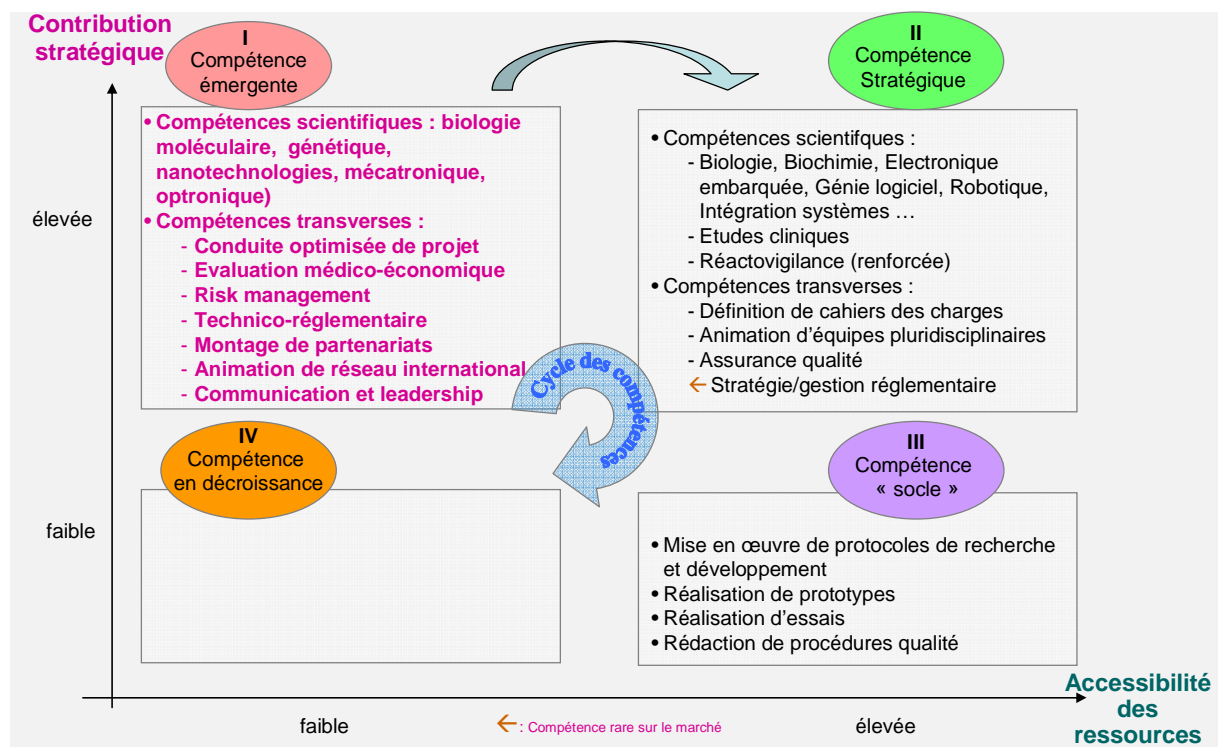 Contribution
stratégique
I
Compétence
émergente
II
Compétence
Stratégique
élevée
• Compétences scientifiques : biologie
moléculaire, génétique,
nanotechnologies, mécatronique,
optronique)
• Compétences transverses :
- Conduite optimisée de projet
- Evaluation médico-économique
- Risk management
- Technico-réglementaire
- Montage de partenariats
- Animation de réseau international
- Communication et leadership
• Compétences scientifques :
- Biologie, Biochimie, Electronique
embarquée, Génie logiciel, Robotique,
Intégration systèmes …
- Etudes cliniques
- Réactovigilance (renforcée)
• Compétences transverses :
- Définition de cahiers des charges
- Animation d'équipes pluridisciplinaires
- Assurance qualité
← Stratégie/gestion réglementaire
Cycle des compétences
IV
Compétence
en décroissance
III
Compétence
« socle »
faible
• Mise en œuvre de protocoles de recherche
et développement
• Réalisation de prototypes
• Réalisation d'essais
• Rédaction de procédures qualité
Accessibilité
des
ressources
faible
← : Compétence rare sur le marché
élevée